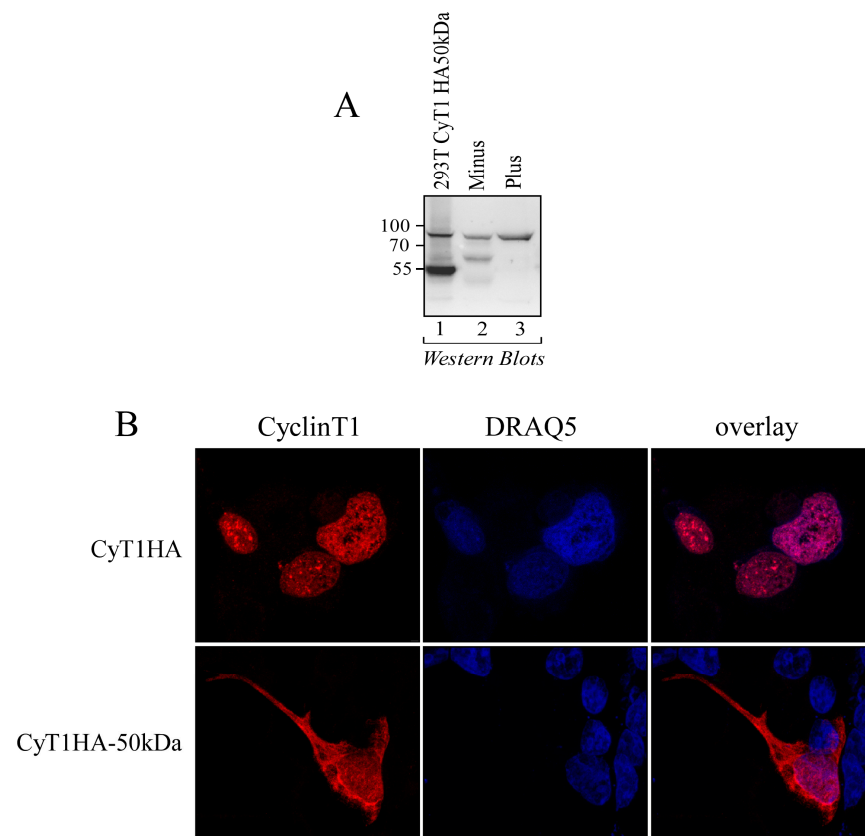 A
293T CyT1 HA50kDa
Minus
Plus
100
70
55
1 2 3
Western Blots
B
CyclinT1 DRAQ5 overlay
CyT1HA
CyT1HA-50kDa